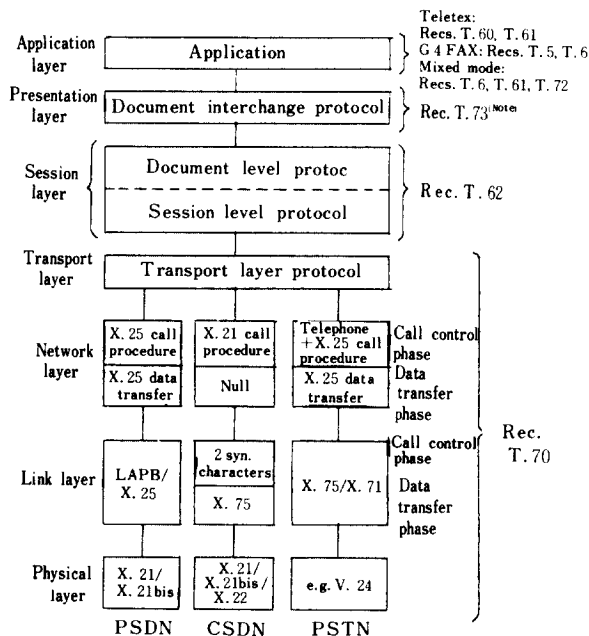 Teletex:
Recs. T. 60, T. 61
G 4 FAX: Recs. T. 5, T. 6
Mixed mode:
Recs. T. 6, T. 61, T. 72
Application
layer
Application
Presentation
layer
Document interchange protocol
Rec. T. 73(Note)
Session
layer
Document level protoc
Session level protocol
Rec. T. 62
Transport
layer
Transport layer protocol
Network
layer
X. 25 call
procedure
X. 25 data
transfer
X. 21 call
procedure
Null
Telephone
+X. 25 call
procedure
X. 25 data
transfer
Call control
phase
Data
transfer
phase
Rec.
T. 70
Link layer
LAPB/
X. 25
2 syn.
characters
X. 75
X. 75/X. 71
Call control
phase
Data
transfer
phase
Physical
layer
X. 21/
X. 21bis
X. 21/
X. 21bis/
X. 22
e.g. V. 24
PSDN
CSDN
PSTN